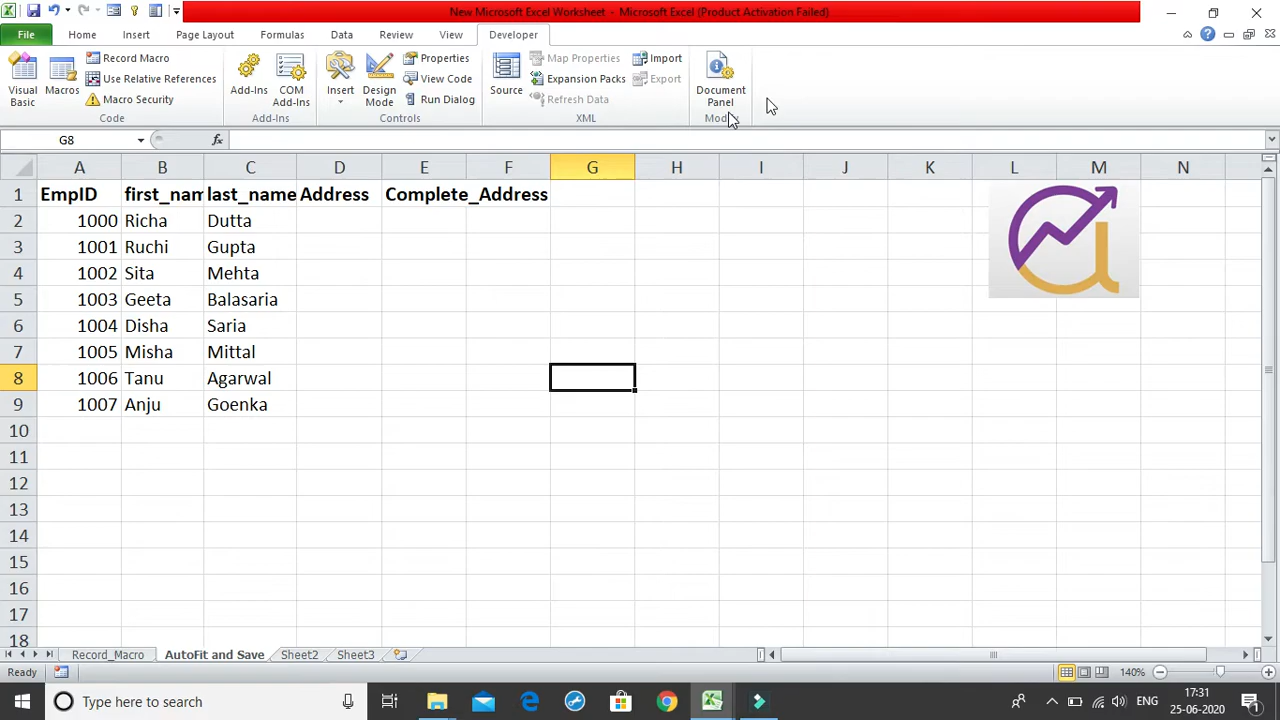 New Microsoft Excel Worksheet - Microsoft Excel (Product Activation Failed)
File Home Insert Page Layout Formulas Data Review View Developer
Visual Basic
Macros
Record Macro
Use Relative References
Macro Security
Code
Add-Ins
COM Add-Ins
Add-Ins
Insert
Design Mode
Properties
View Code
Run Dialog
Controls
Source
Map Properties
Expansion Packs
Refresh Data
Import
Export
XML
Document Panel
G8 fx
A B C D E F G H I J K L M N
1 EmpID first_nam last_name Address Complete_Address
2 1000 Richa Dutta
3 1001 Ruchi Gupta
4 1002 Sita Mehta
5 1003 Geeta Balasaria
6 1004 Disha Saria
7 1005 Misha Mittal
8 1006 Tanu Agarwal
9 1007 Anju Goenka
10
11
12
13
14
15
16
17
18
Record_Macro AutoFit and Save Sheet2 Sheet3
Ready 140%
Type here to search
ENG 17:31
25-06-2020